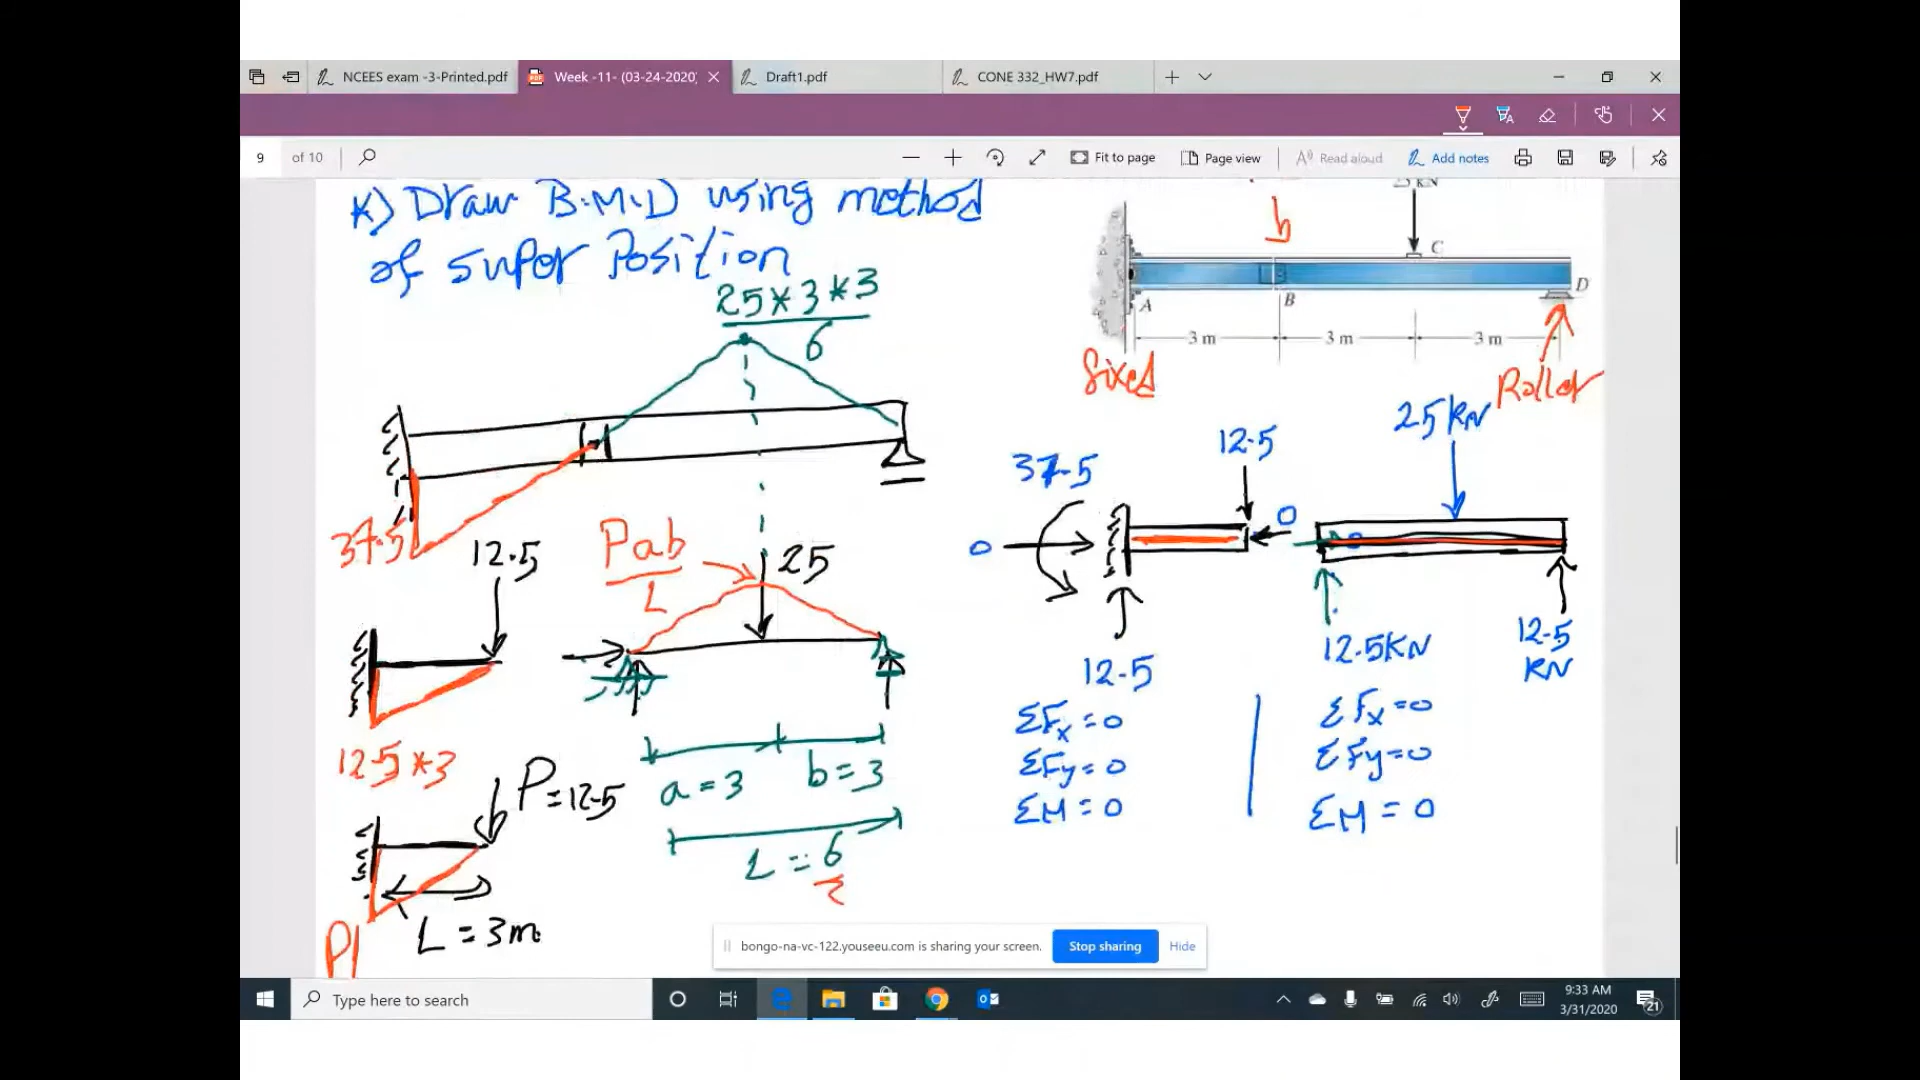 NCEES exam -3-Printed.pdf
Week -11- (03-24-2020)
Draft1.pdf
CONE 332_HW7.pdf
9 of 10
Fit to page
Page view
Read aloud
Add notes
K) Draw B.M.D using method
of super Position
25*3*3
6
37.5
12.5
Pab
L
25
12.5*3
a = 3
b = 3
L = 6
P = 12.5
L = 3m
Pl
KN
b
C
A
B
D
3 m
3 m
3 m
fixed
Roller
25 KN
12.5
37.5
0
0
0
12.5
12.5KN
12.5
KN
ΣFx = 0
ΣFy = 0
ΣM = 0
ΣFx = 0
ΣFy = 0
ΣM = 0
bongo-na-vc-122.youseeu.com is sharing your screen.
Stop sharing
Hide
Type here to search
9:33 AM
3/31/2020
21